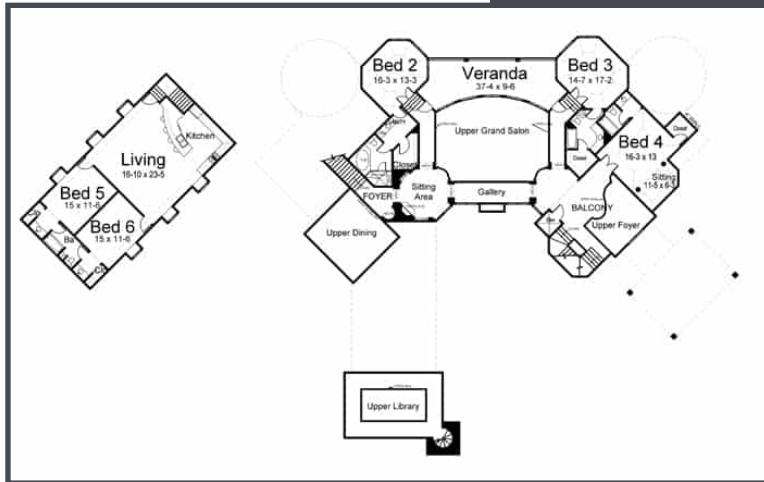 Bed 2
16-3 x 13-3
Veranda
37-4 x 9-6
Bed 3
14-7 x 17-2
Upper Grand Salon
Kitchen
Living
16-10 x 23-5
Bed 4
16-3 x 13
Closet
Sitting
11-5 x 6-3
Closet
Bed 5
15 x 11-6
Bed 6
15 x 11-6
Ba
FOYER
Sitting
Area
Gallery
BALCONY
Upper Foyer
Upper Dining
Upper Library